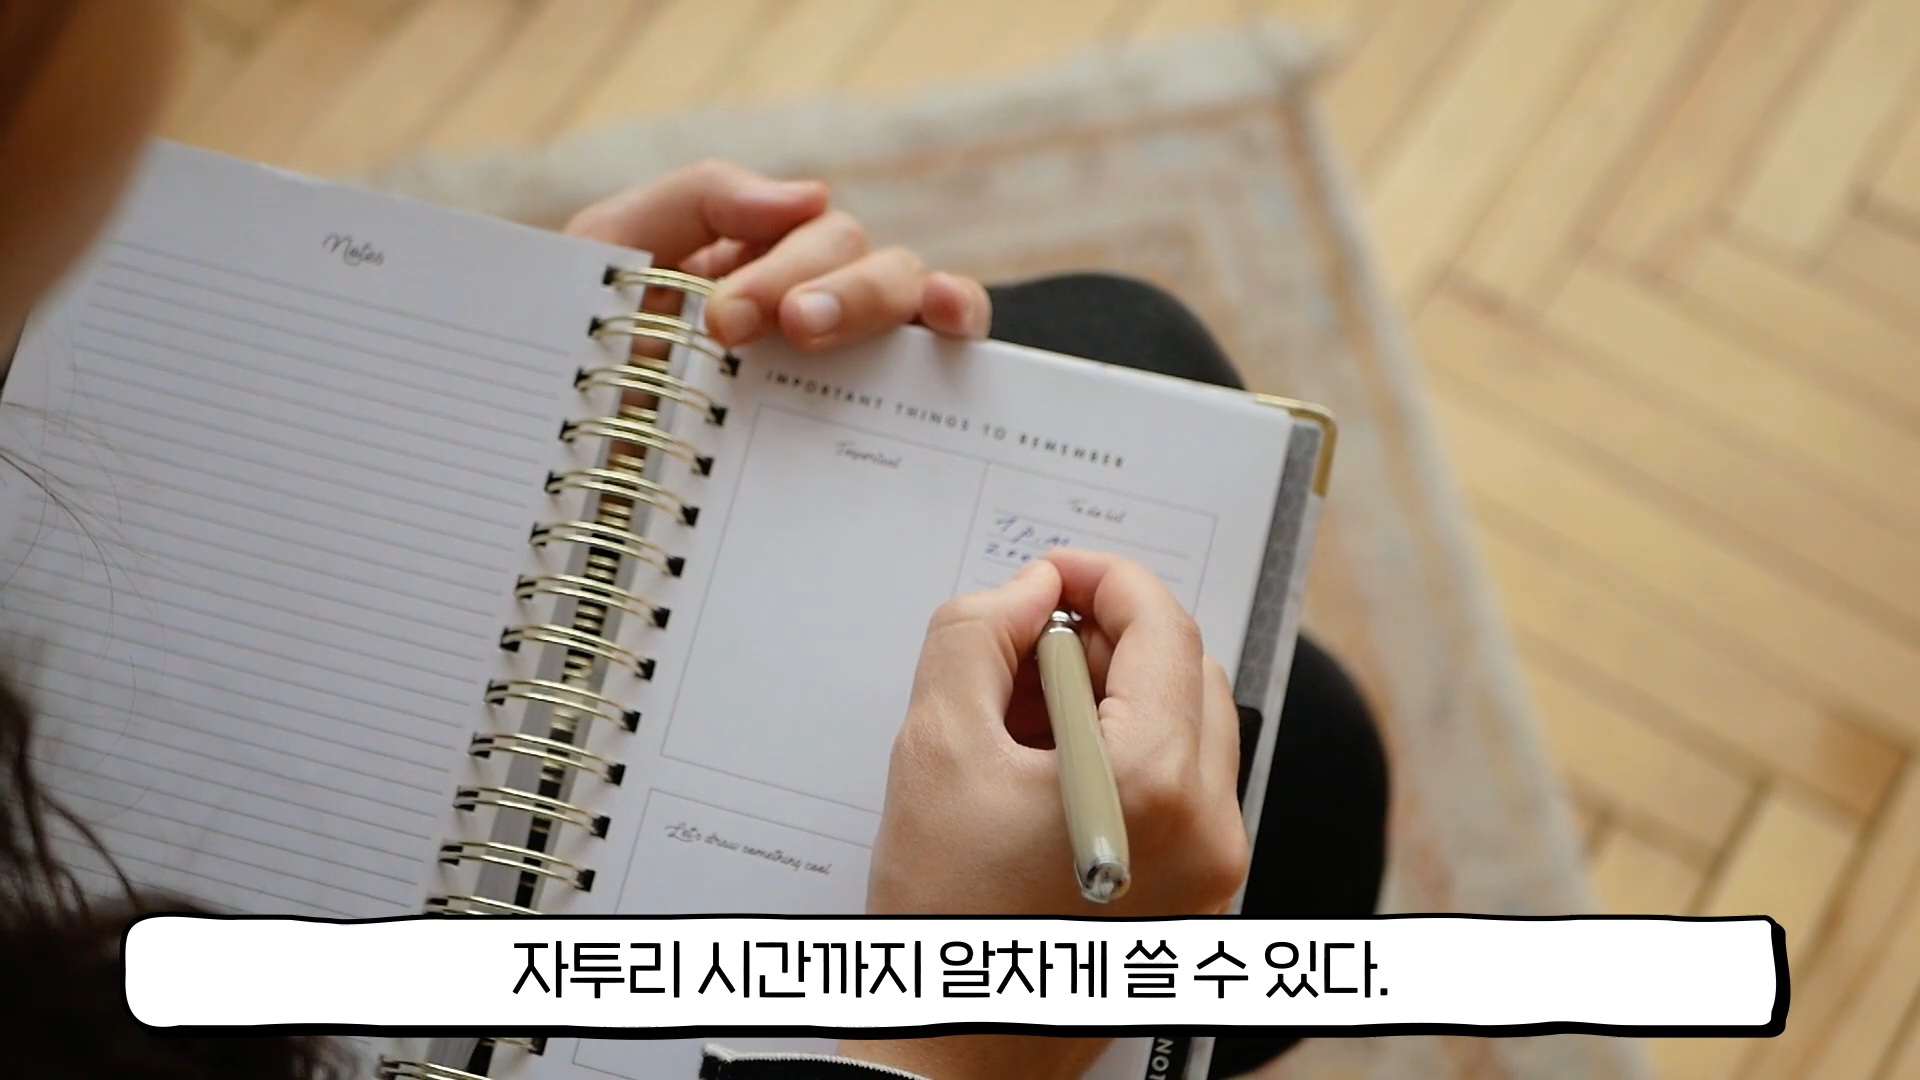 Notes
IMPORTANT THINGS TO REMEMBER
Important
To do list
1 p.m
Let's draw something cool
자투리 시간까지 알차게 쓸 수 있다.